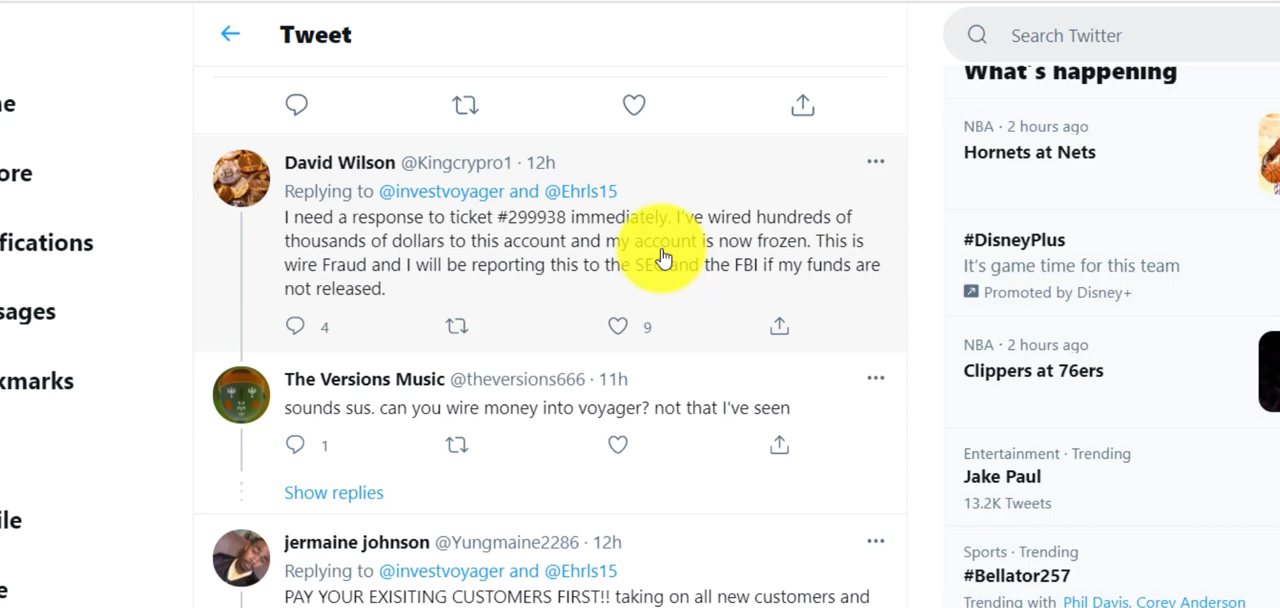 ne
ore
fications
sages
kmarks
ile
e
Tweet
David Wilson @Kingcrypro1 · 12h
Replying to @investvoyager and @Ehrls15
I need a response to ticket #299938 immediately. I've wired hundreds of
thousands of dollars to this account and my account is now frozen. This is
wire Fraud and I will be reporting this to the SEC and the FBI if my funds are
not released.
4
9
The Versions Music @theversions666 · 11h
sounds sus. can you wire money into voyager? not that I've seen
1
Show replies
jermaine johnson @Yungmaine2286 · 12h
Replying to @investvoyager and @Ehrls15
PAY YOUR EXISITING CUSTOMERS FIRST!! taking on all new customers and
Search Twitter
What's happening
NBA · 2 hours ago
Hornets at Nets
#DisneyPlus
It's game time for this team
Promoted by Disney+
NBA · 2 hours ago
Clippers at 76ers
Entertainment · Trending
Jake Paul
13.2K Tweets
Sports · Trending
#Bellator257
Trending with Phil Davis, Corey Anderson